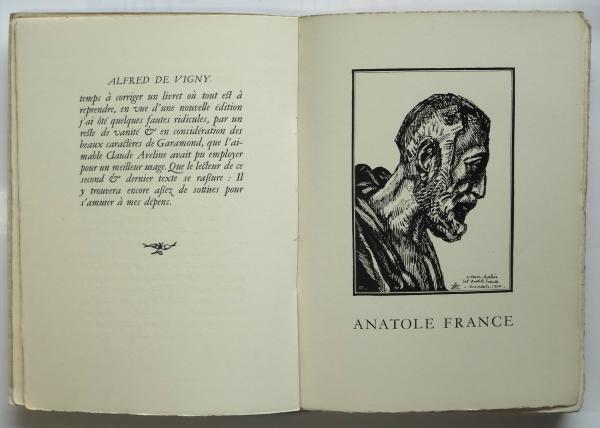 ALFRED DE VIGNY
temps à corriger un livret où tout est à
reprendre, en vue d'une nouvelle édition
j'ai ôté quelques fautes ridicules, par un
reste de vanité & en considération des
beaux caractères de Garamond, que l'ai-
mable Claude Aveline avait pu employer
pour un meilleur usage. Que le lecteur de ce
second & dernier texte se rassure : Il
y trouvera encore assez de sottises pour
s'amuser à mes dépens.
ANATOLE FRANCE